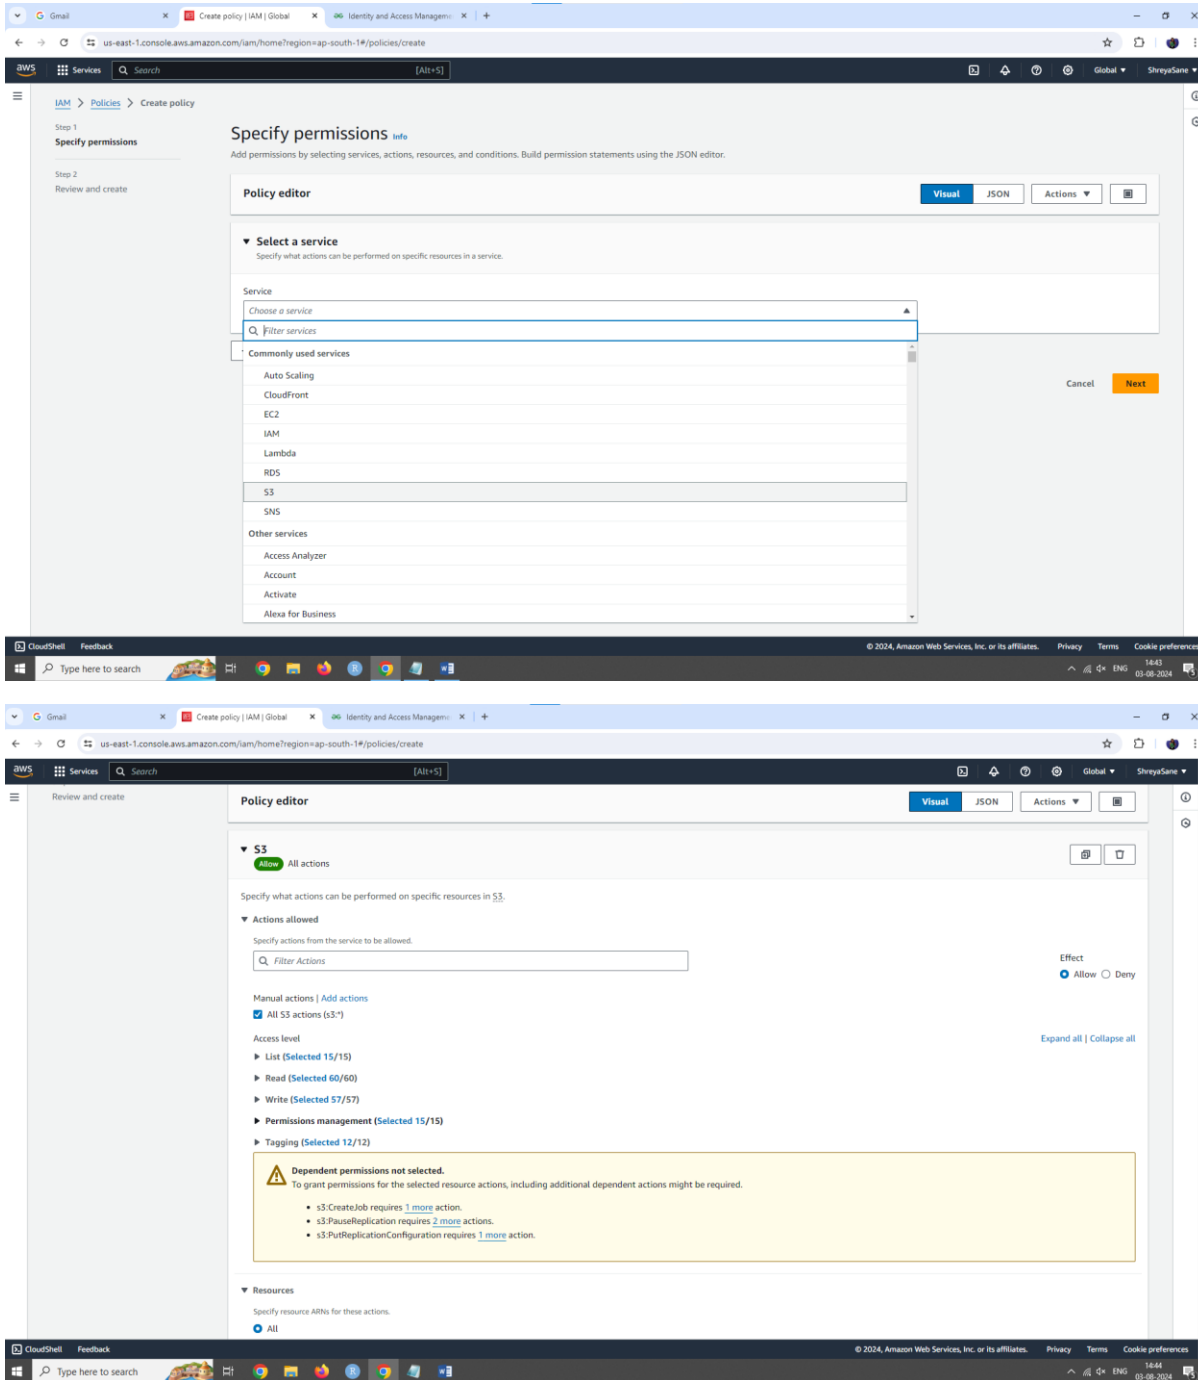 Gmail
Create policy | IAM | Global
Identity and Access Manageme
us-east-1.console.aws.amazon.com/iam/home?region=ap-south-1#/policies/create
aws
Services
Search
[Alt+S]
Global
ShreyaSane
IAM > Policies > Create policy
Step 1
Specify permissions
Step 2
Review and create
Specify permissions Info
Add permissions by selecting services, actions, resources, and conditions. Build permission statements using the JSON editor.
Policy editor
Visual
JSON
Actions
Select a service
Specify what actions can be performed on specific resources in a service.
Service
Choose a service
Filter services
Commonly used services
Auto Scaling
CloudFront
EC2
IAM
Lambda
RDS
S3
SNS
Other services
Access Analyzer
Account
Activate
Alexa for Business
Cancel
Next
CloudShell
Feedback
© 2024, Amazon Web Services, Inc. or its affiliates.
Privacy
Terms
Cookie preferences
Type here to search
ENG
14:43
03-08-2024
Gmail
Create policy | IAM | Global
Identity and Access Manageme
us-east-1.console.aws.amazon.com/iam/home?region=ap-south-1#/policies/create
aws
Services
Search
[Alt+S]
Global
ShreyaSane
Review and create
Policy editor
Visual
JSON
Actions
S3
Allow All actions
Specify what actions can be performed on specific resources in S3.
Actions allowed
Specify actions from the service to be allowed.
Filter Actions
Effect
Allow
Deny
Manual actions | Add actions
All S3 actions (s3:*)
Access level
Expand all | Collapse all
List (Selected 15/15)
Read (Selected 60/60)
Write (Selected 57/57)
Permissions management (Selected 15/15)
Tagging (Selected 12/12)
Dependent permissions not selected.
To grant permissions for the selected resource actions, including additional dependent actions might be required.
• s3:CreateJob requires 1 more action.
• s3:PauseReplication requires 2 more actions.
• s3:PutReplicationConfiguration requires 1 more action.
Resources
Specify resource ARNs for these actions.
All
CloudShell
Feedback
© 2024, Amazon Web Services, Inc. or its affiliates.
Privacy
Terms
Cookie preferences
Type here to search
ENG
14:44
03-08-2024